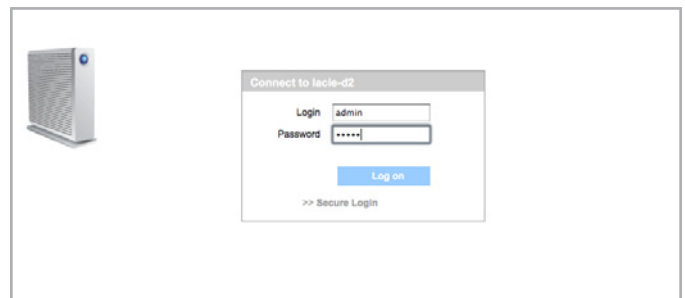 Connect to lacie-d2
Login admin
Password •••••
Log on
>> Secure Login